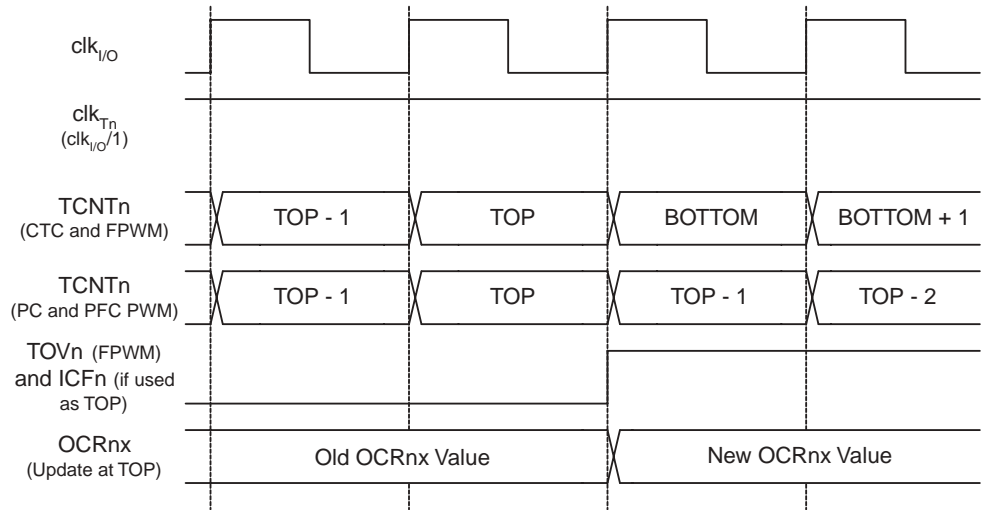 clkI/O
clkTn
(clkI/O/1)
TCNTn
(CTC and FPWM)
TOP - 1
TOP
BOTTOM
BOTTOM + 1
TCNTn
(PC and PFC PWM)
TOP - 1
TOP
TOP - 1
TOP - 2
TOVn (FPWM)
and ICFn (if used
as TOP)
OCRnx
(Update at TOP)
Old OCRnx Value
New OCRnx Value